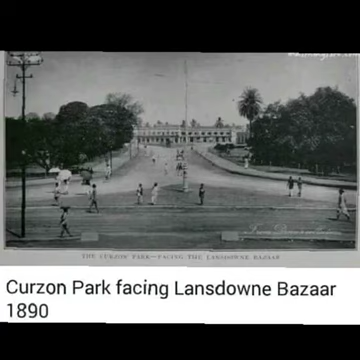 THE CURZON PARK—FACING THE LANSDOWNE BAZAAR
Curzon Park facing Lansdowne Bazaar
1890